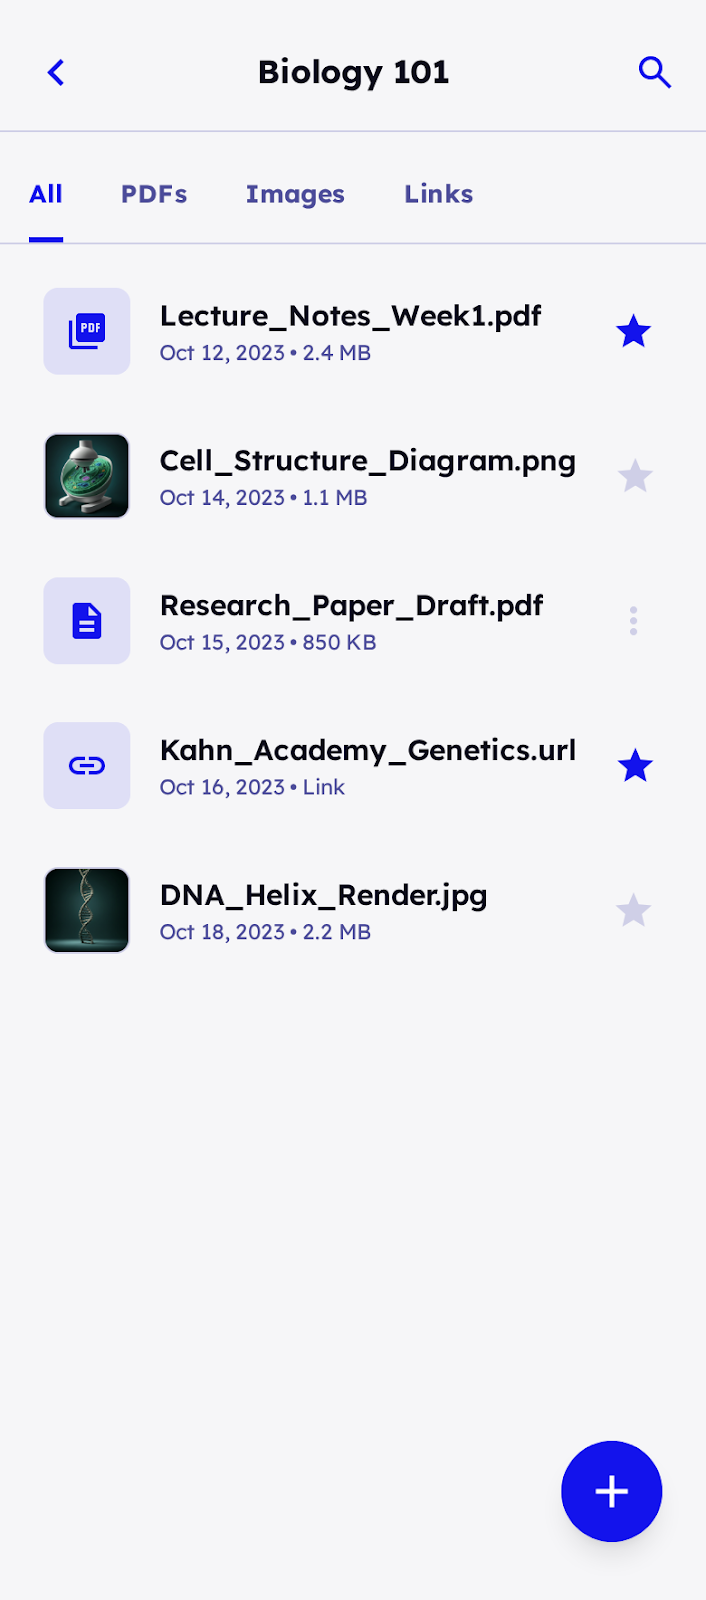 Biology 101
All PDFs Images Links
PDF
Lecture_Notes_Week1.pdf
Oct 12, 2023 • 2.4 MB
Cell_Structure_Diagram.png
Oct 14, 2023 • 1.1 MB
Research_Paper_Draft.pdf
Oct 15, 2023 • 850 KB
Kahn_Academy_Genetics.url
Oct 16, 2023 • Link
DNA_Helix_Render.jpg
Oct 18, 2023 • 2.2 MB